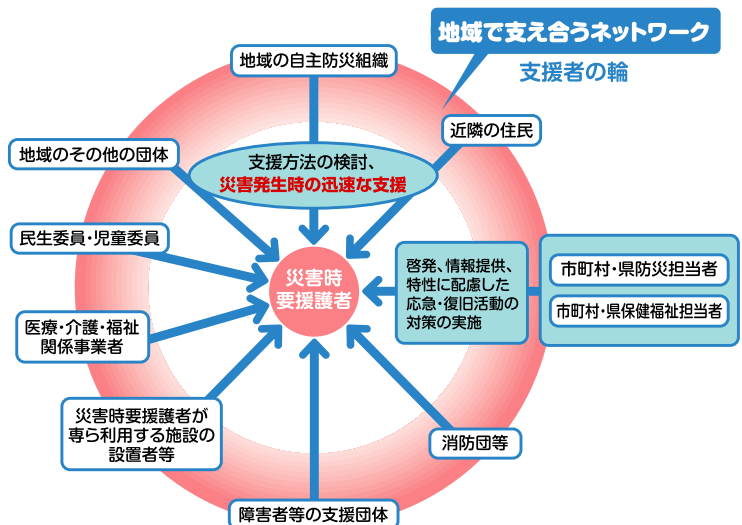 地域で支え合うネットワーク
支援者の輪
地域の自主防災組織
近隣の住民
地域のその他の団体
支援方法の検討、
災害発生時の迅速な支援
民生委員・児童委員
災害時
要援護者
啓発、情報提供、
特性に配慮した
応急・復旧活動の
対策の実施
市町村・県防災担当者
市町村・県保健福祉担当者
医療・介護・福祉
関係事業者
災害時要援護者が
専ら利用する施設の
設置者等
消防団等
障害者等の支援団体